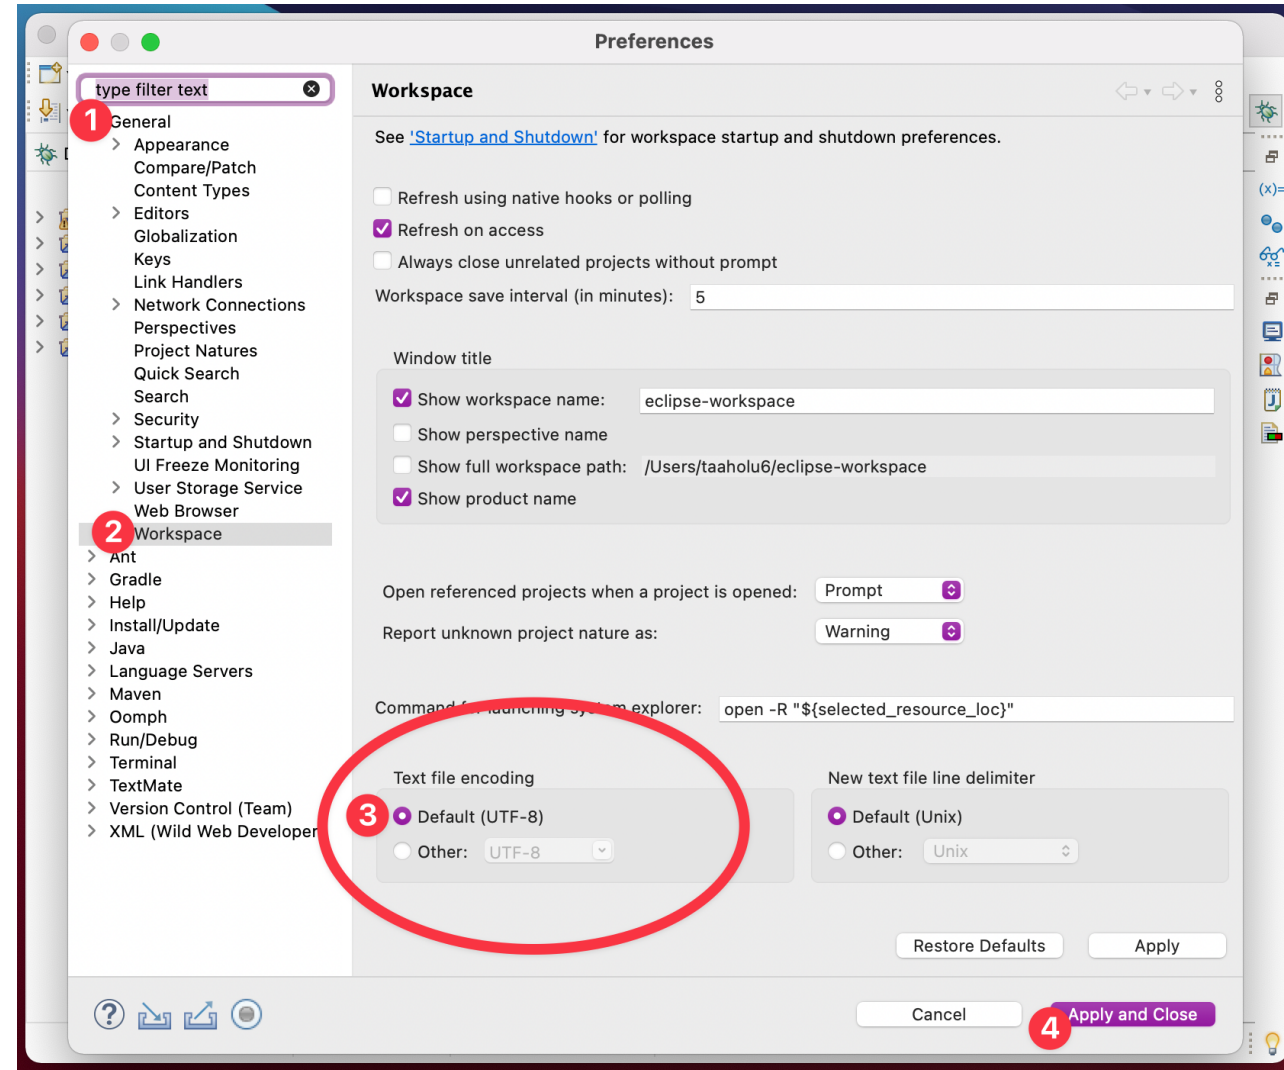 Preferences
type filter text
1
General
Appearance
Compare/Patch
Content Types
Editors
Globalization
Keys
Link Handlers
Network Connections
Perspectives
Project Natures
Quick Search
Search
Security
Startup and Shutdown
UI Freeze Monitoring
User Storage Service
Web Browser
2
Workspace
Ant
Gradle
Help
Install/Update
Java
Language Servers
Maven
Oomph
Run/Debug
Terminal
TextMate
Version Control (Team)
XML (Wild Web Developer
Workspace
See 'Startup and Shutdown' for workspace startup and shutdown preferences.
Refresh using native hooks or polling
Refresh on access
Always close unrelated projects without prompt
Workspace save interval (in minutes): 5
Window title
Show workspace name: eclipse-workspace
Show perspective name
Show full workspace path: /Users/taaholu6/eclipse-workspace
Show product name
Open referenced projects when a project is opened: Prompt
Report unknown project nature as: Warning
Command for launching system explorer: open -R "${selected_resource_loc}"
Text file encoding
3
Default (UTF-8)
Other: UTF-8
New text file line delimiter
Default (Unix)
Other: Unix
Restore Defaults
Apply
?
Cancel
4
Apply and Close
(x)=